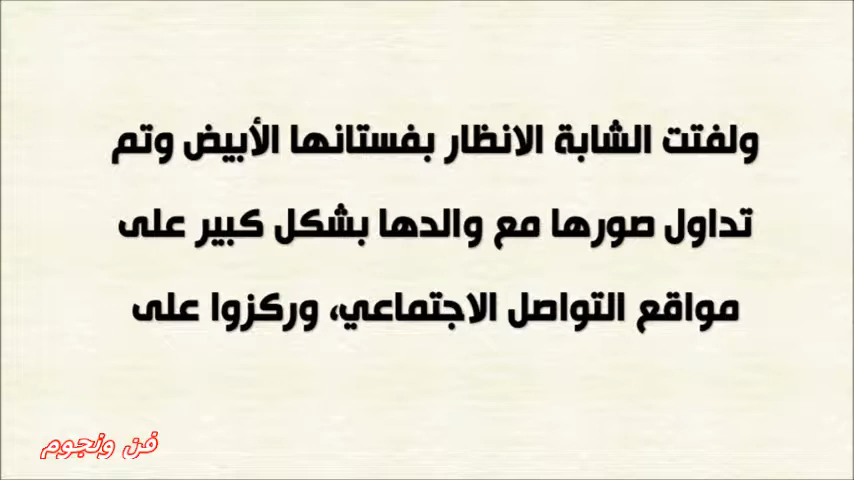 ولفتت الشابة الانظار بفستانها الأبيض وتم
تداول صورها مع والدها بشكل كبير على
مواقع التواصل الاجتماعي، وركزوا على
فن ونجوم